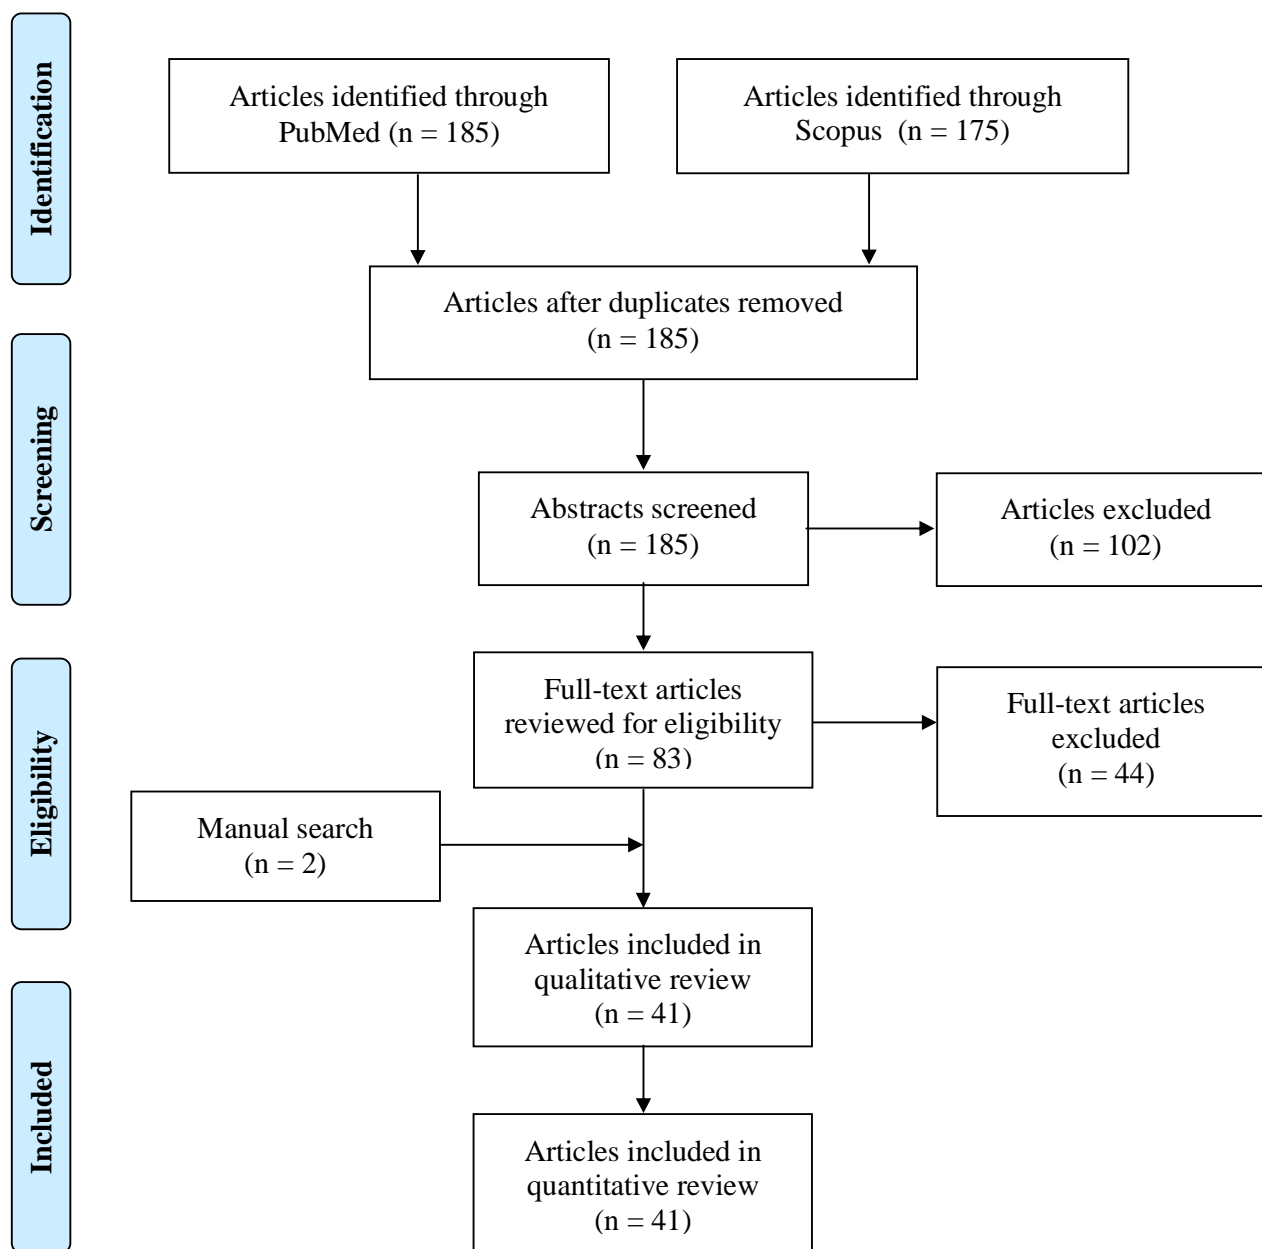 Identification
Articles identified through
PubMed (n = 185)
Articles identified through
Scopus  (n = 175)
Articles after duplicates removed
(n = 185)
Screening
Abstracts screened
(n = 185)
Articles excluded
(n = 102)
Eligibility
Full-text articles
reviewed for eligibility
(n = 83)
Full-text articles
excluded
(n = 44)
Manual search
(n = 2)
Included
Articles included in
qualitative review
(n = 41)
Articles included in
quantitative review
(n = 41)